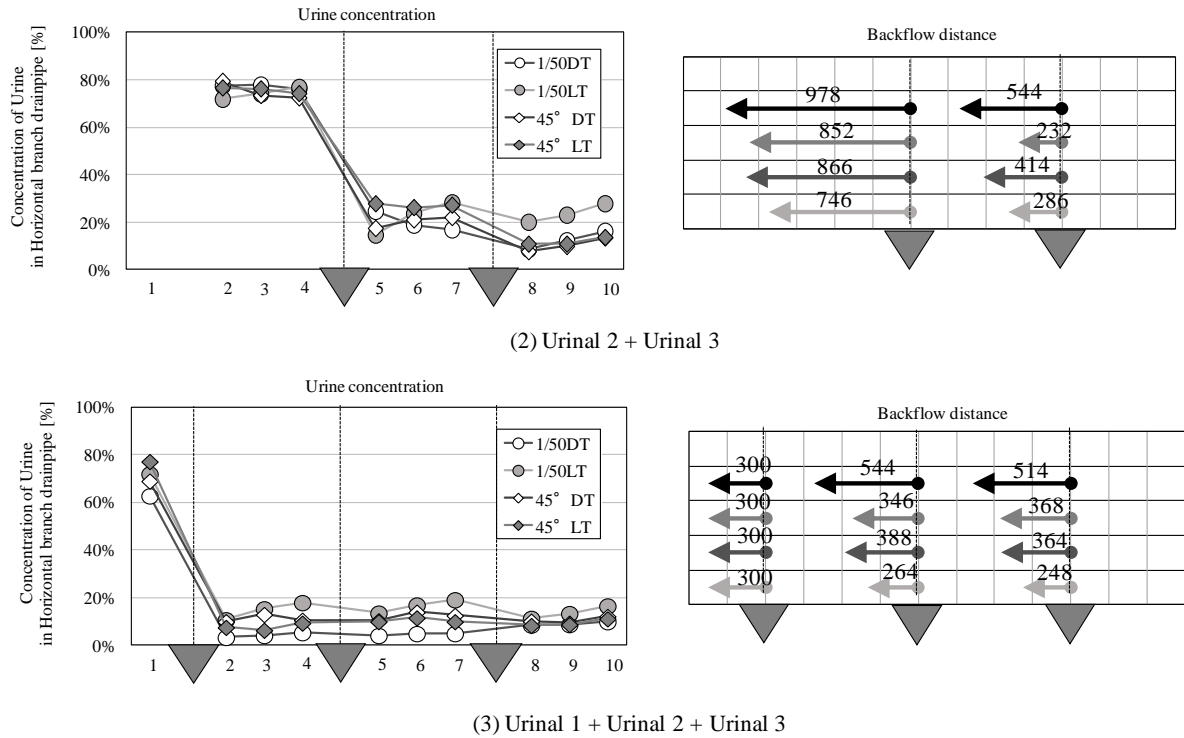 Urine concentration
Concentration of Urine
in Horizontal branch drainpipe [%]
100%
80%
60%
40%
20%
0%
1/50DT
1/50LT
45° DT
45° LT
1 2 3 4 5 6 7 8 9 10
Backflow distance
978 544
852 232
866 414
746 286
(2) Urinal 2 + Urinal 3
Urine concentration
Concentration of Urine
in Horizontal branch drainpipe [%]
100%
80%
60%
40%
20%
0%
1/50DT
1/50LT
45° DT
45° LT
1 2 3 4 5 6 7 8 9 10
Backflow distance
300 544 514
300 346 368
300 388 364
300 264 248
(3) Urinal 1 + Urinal 2 + Urinal 3